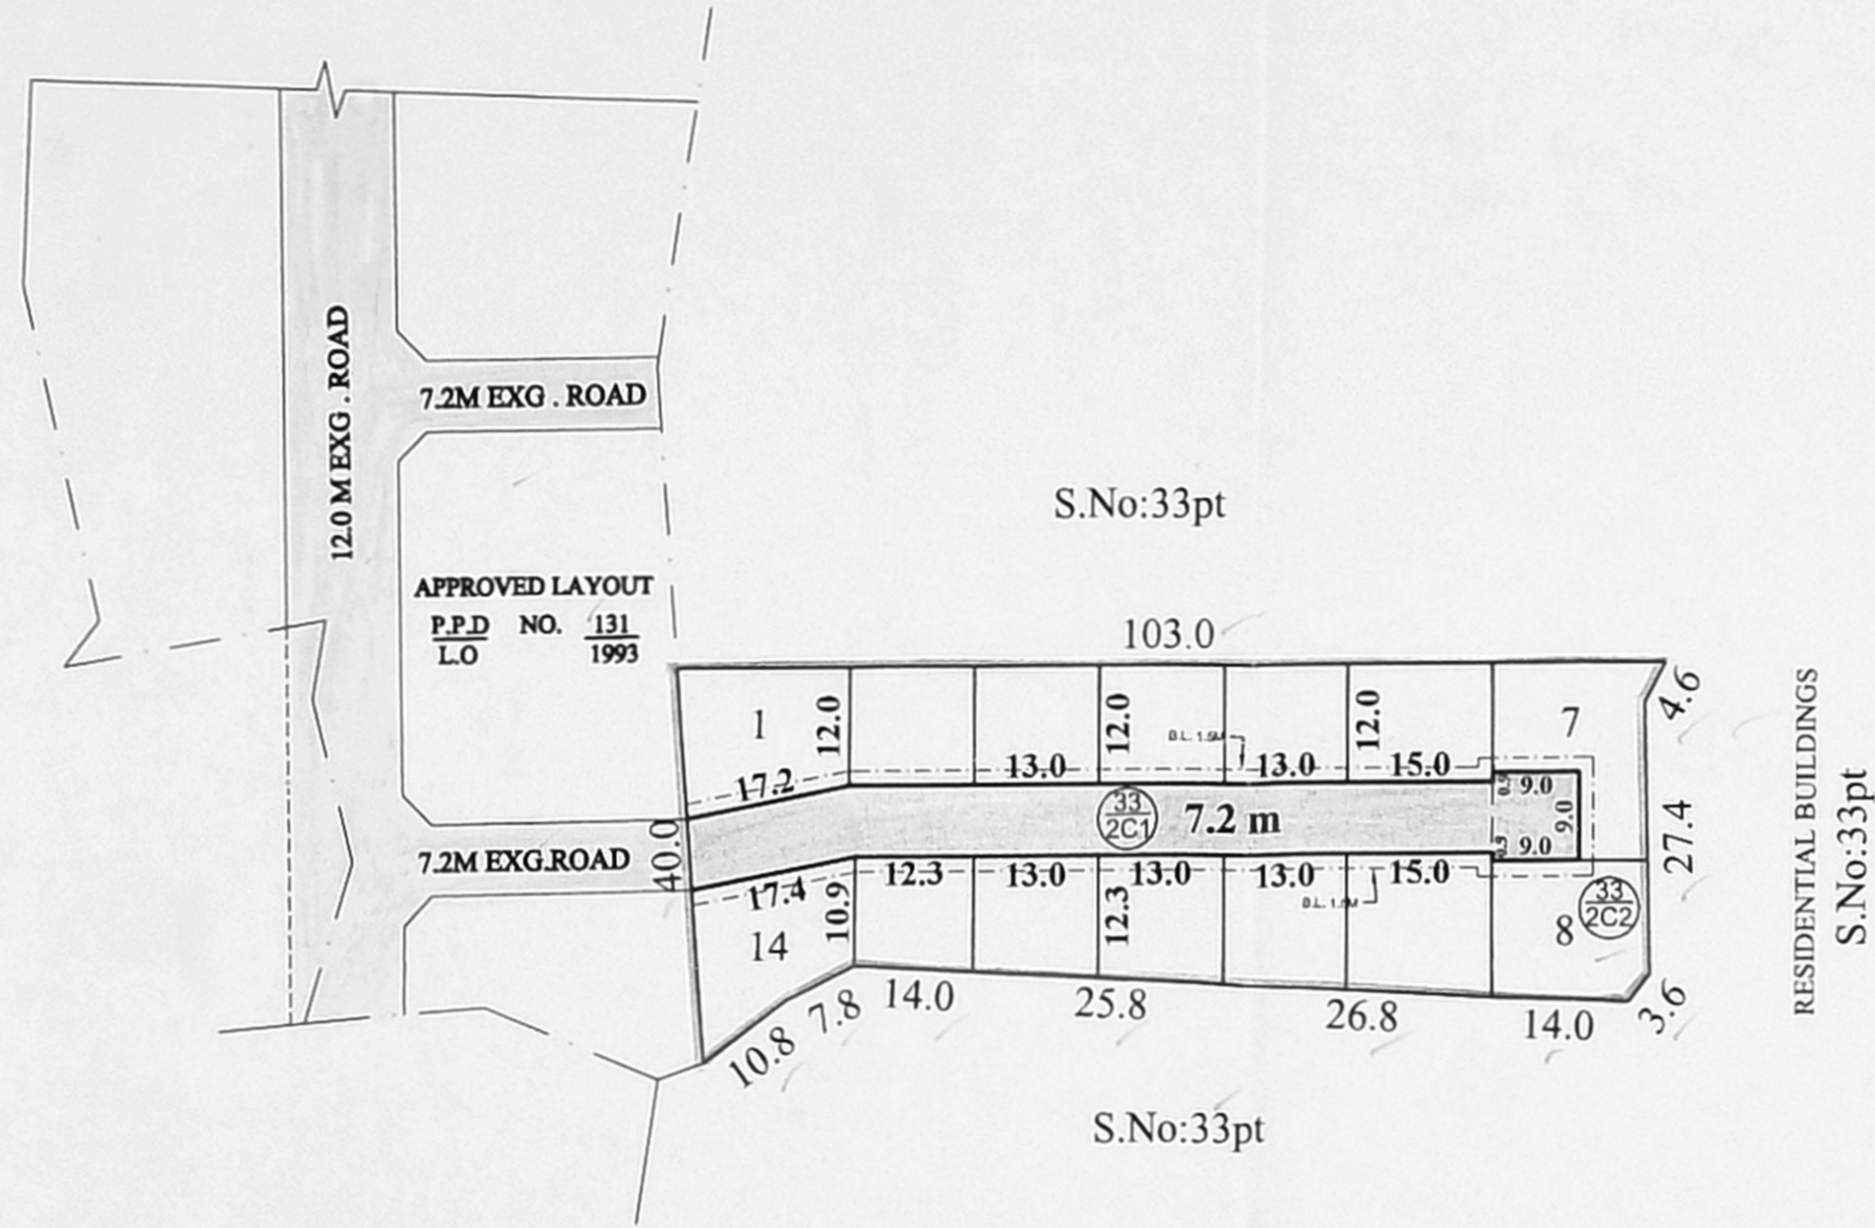 12.0 M EXG . ROAD
7.2M EXG . ROAD
S.No:33pt
APPROVED LAYOUT
P.P.D NO. 131
L.O 1993
103.0
1
12.0
12.0
12.0
7
4.6
B.L. 1.5M
17.2
13.0
13.0
15.0
0.9
9.0
40.0
33
2C1
7.2 m
9.0
27.4
RESIDENTIAL BUILDINGS
S.No:33pt
7.2M EXG.ROAD
17.4
12.3
13.0
13.0
13.0
15.0
0.9
9.0
14
10.9
12.3
B.L. 1.5M
8
33
2C2
10.8
7.8
14.0
25.8
26.8
14.0
3.6
S.No:33pt